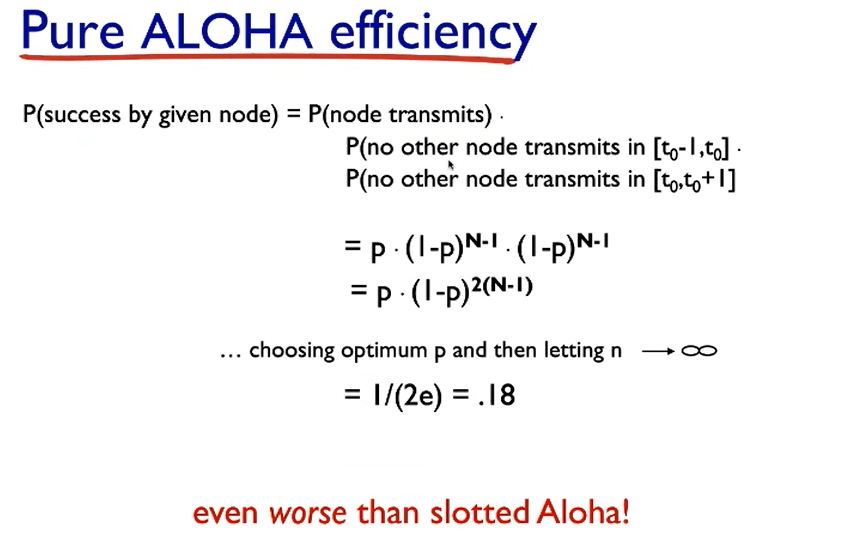 Pure ALOHA efficiency
P(success by given node) = P(node transmits) ·
P(no other node transmits in [t₀-1,t₀] ·
P(no other node transmits in [t₀,t₀+1]
= p · (1-p)ᴺ⁻¹ · (1-p)ᴺ⁻¹
= p · (1-p)²⁽ᴺ⁻¹⁾
… choosing optimum p and then letting n → ∞
= 1/(2e) = .18
even worse than slotted Aloha!